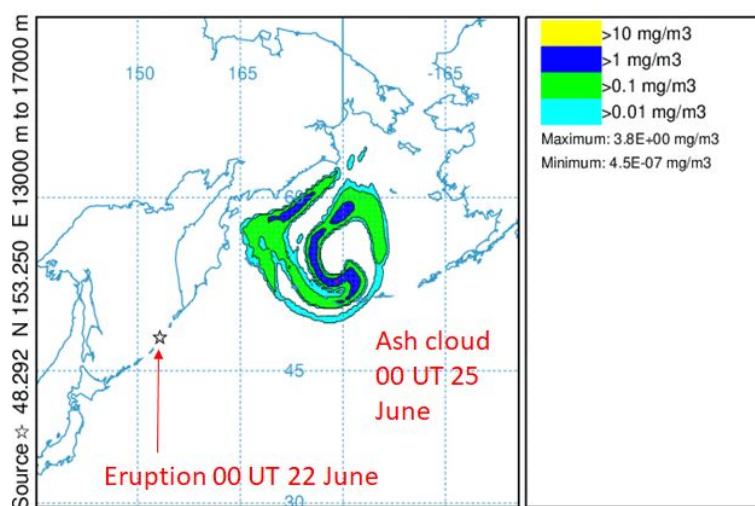 Source ☆ 48.292 N 153.250 E 13000 m to 17000 m
150
165
-165
60
45
30
Ash cloud
00 UT 25
June
Eruption 00 UT 22 June
>10 mg/m3
>1 mg/m3
>0.1 mg/m3
>0.01 mg/m3
Maximum: 3.8E+00 mg/m3
Minimum: 4.5E-07 mg/m3